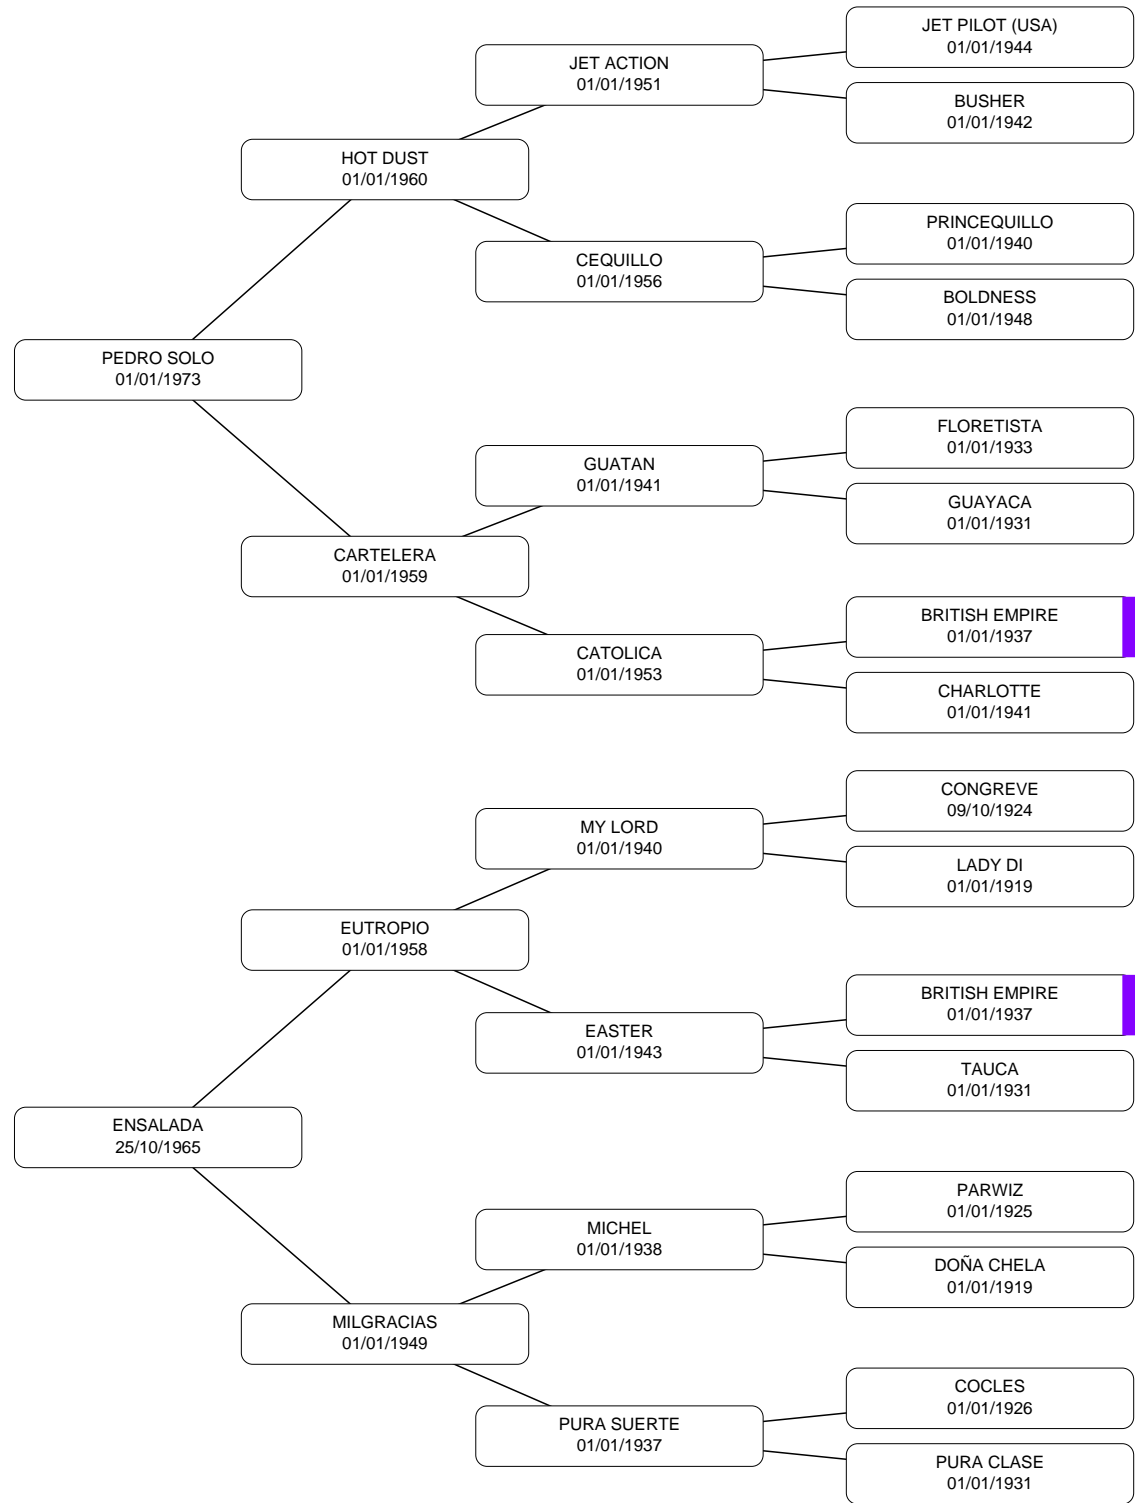 JET PILOT (USA)
01/01/1944
JET ACTION
01/01/1951
BUSHER
01/01/1942
HOT DUST
01/01/1960
PRINCEQUILLO
01/01/1940
CEQUILLO
01/01/1956
BOLDNESS
01/01/1948
PEDRO SOLO
01/01/1973
FLORETISTA
01/01/1933
GUATAN
01/01/1941
GUAYACA
01/01/1931
CARTELERA
01/01/1959
BRITISH EMPIRE
01/01/1937
CATOLICA
01/01/1953
CHARLOTTE
01/01/1941
CONGREVE
09/10/1924
MY LORD
01/01/1940
LADY DI
01/01/1919
EUTROPIO
01/01/1958
BRITISH EMPIRE
01/01/1937
EASTER
01/01/1943
TAUCA
01/01/1931
ENSALADA
25/10/1965
PARWIZ
01/01/1925
MICHEL
01/01/1938
DOÑA CHELA
01/01/1919
MILGRACIAS
01/01/1949
COCLES
01/01/1926
PURA SUERTE
01/01/1937
PURA CLASE
01/01/1931